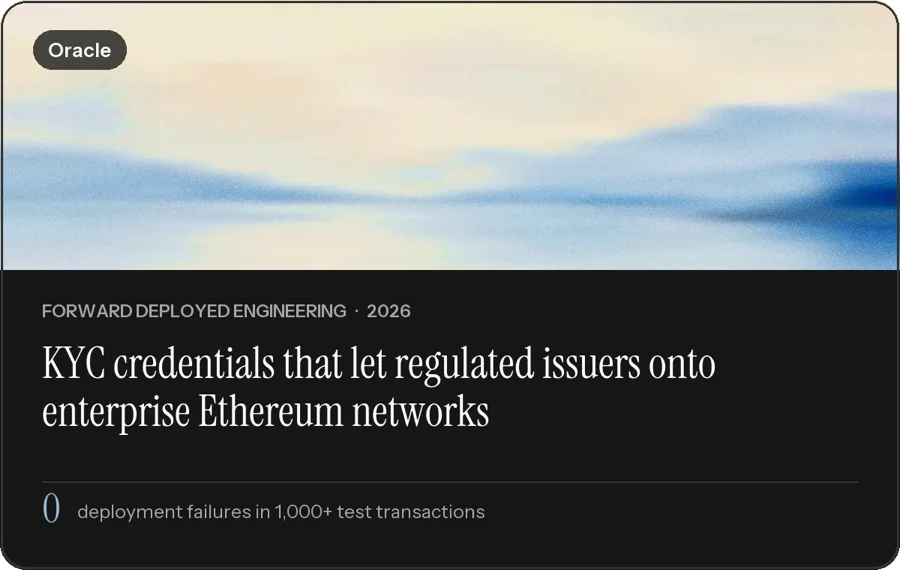 Oracle
FORWARD DEPLOYED ENGINEERING · 2026
KYC credentials that let regulated issuers onto
enterprise Ethereum networks
0 deployment failures in 1,000+ test transactions